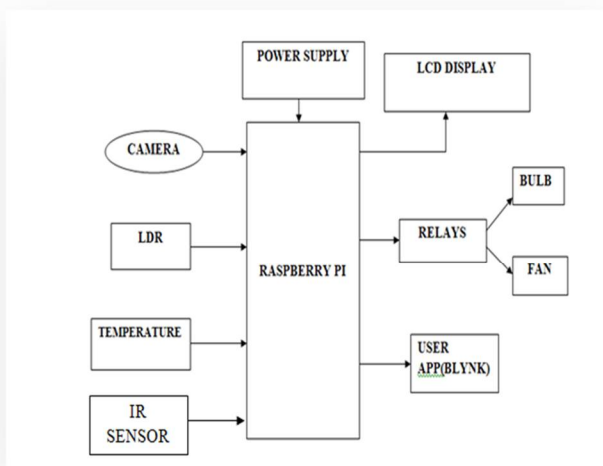 POWER SUPPLY
LCD DISPLAY
CAMERA
BULB
LDR
RELAYS
RASPBERRY PI
FAN
TEMPERATURE
USER
APP(BLYNK)
IR
SENSOR